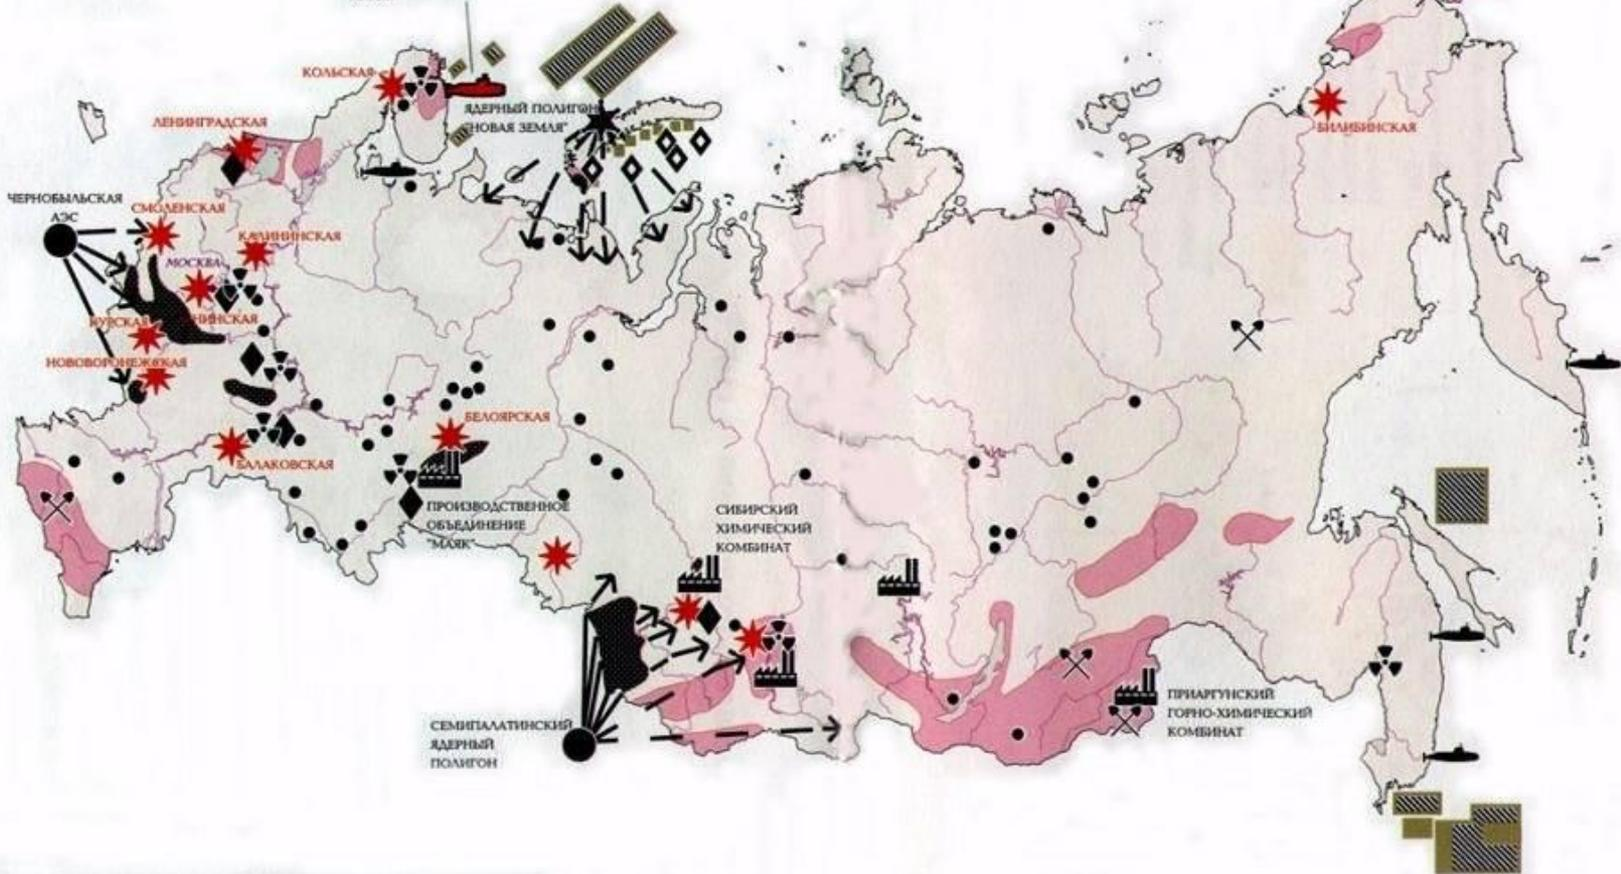 КОЛЬСКАЯ
ЯДЕРНЫЙ ПОЛИГОН
"НОВАЯ ЗЕМЛЯ"
БИЛИБИНСКАЯ
ЛЕНИНГРАДСКАЯ
ЧЕРНОБЫЛЬСКАЯ
АЭС
СМОЛЕНСКАЯ
КАЛИНИНСКАЯ
МОСКВА
КУРСКАЯ
НИНСКАЯ
НОВОВОРОНЕЖСКАЯ
БЕЛОЯРСКАЯ
БАЛАКОВСКАЯ
ПРОИЗВОДСТВЕННОЕ
ОБЪЕДИНЕНИЕ
"МАЯК"
СИБИРСКИЙ
ХИМИЧЕСКИЙ
КОМБИНАТ
СЕМИПАЛАТИНСКИЙ
ЯДЕРНЫЙ
ПОЛИГОН
ПРИАРГУНСКИЙ
ГОРНО-ХИМИЧЕСКИЙ
КОМБИНАТ